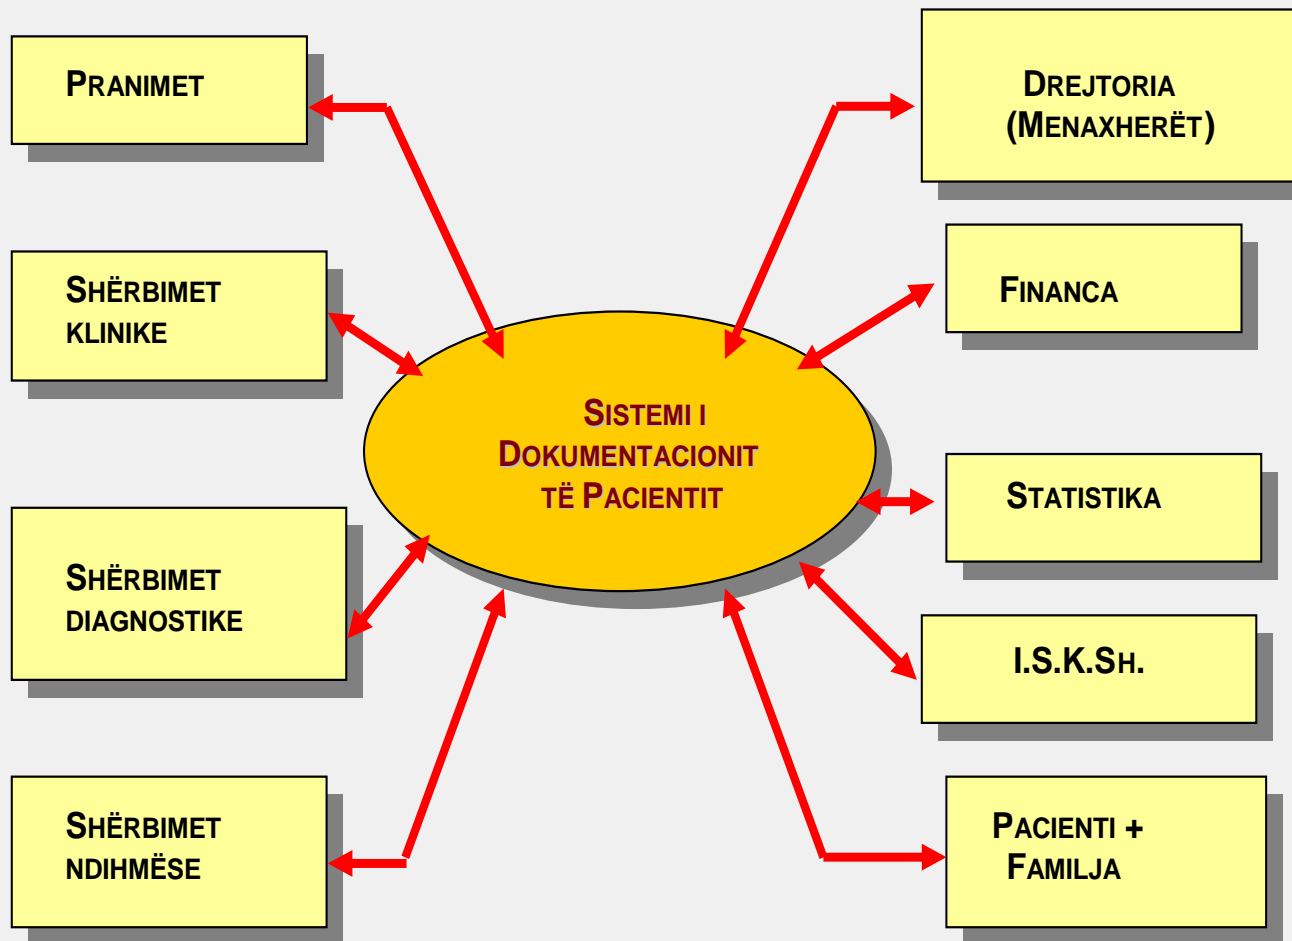 PRANIMET
SHËRBIMET
KLINIKE
SHËRBIMET
DIAGNOSTIKE
SHËRBIMET
NDIHMËSE
SISTEMI I
DOKUMENTACIONIT
TË PACIENTIT
DREJTORIA
(MENAXHERËT)
FINANCA
STATISTIKA
I.S.K.SH.
PACIENTI +
FAMILJA